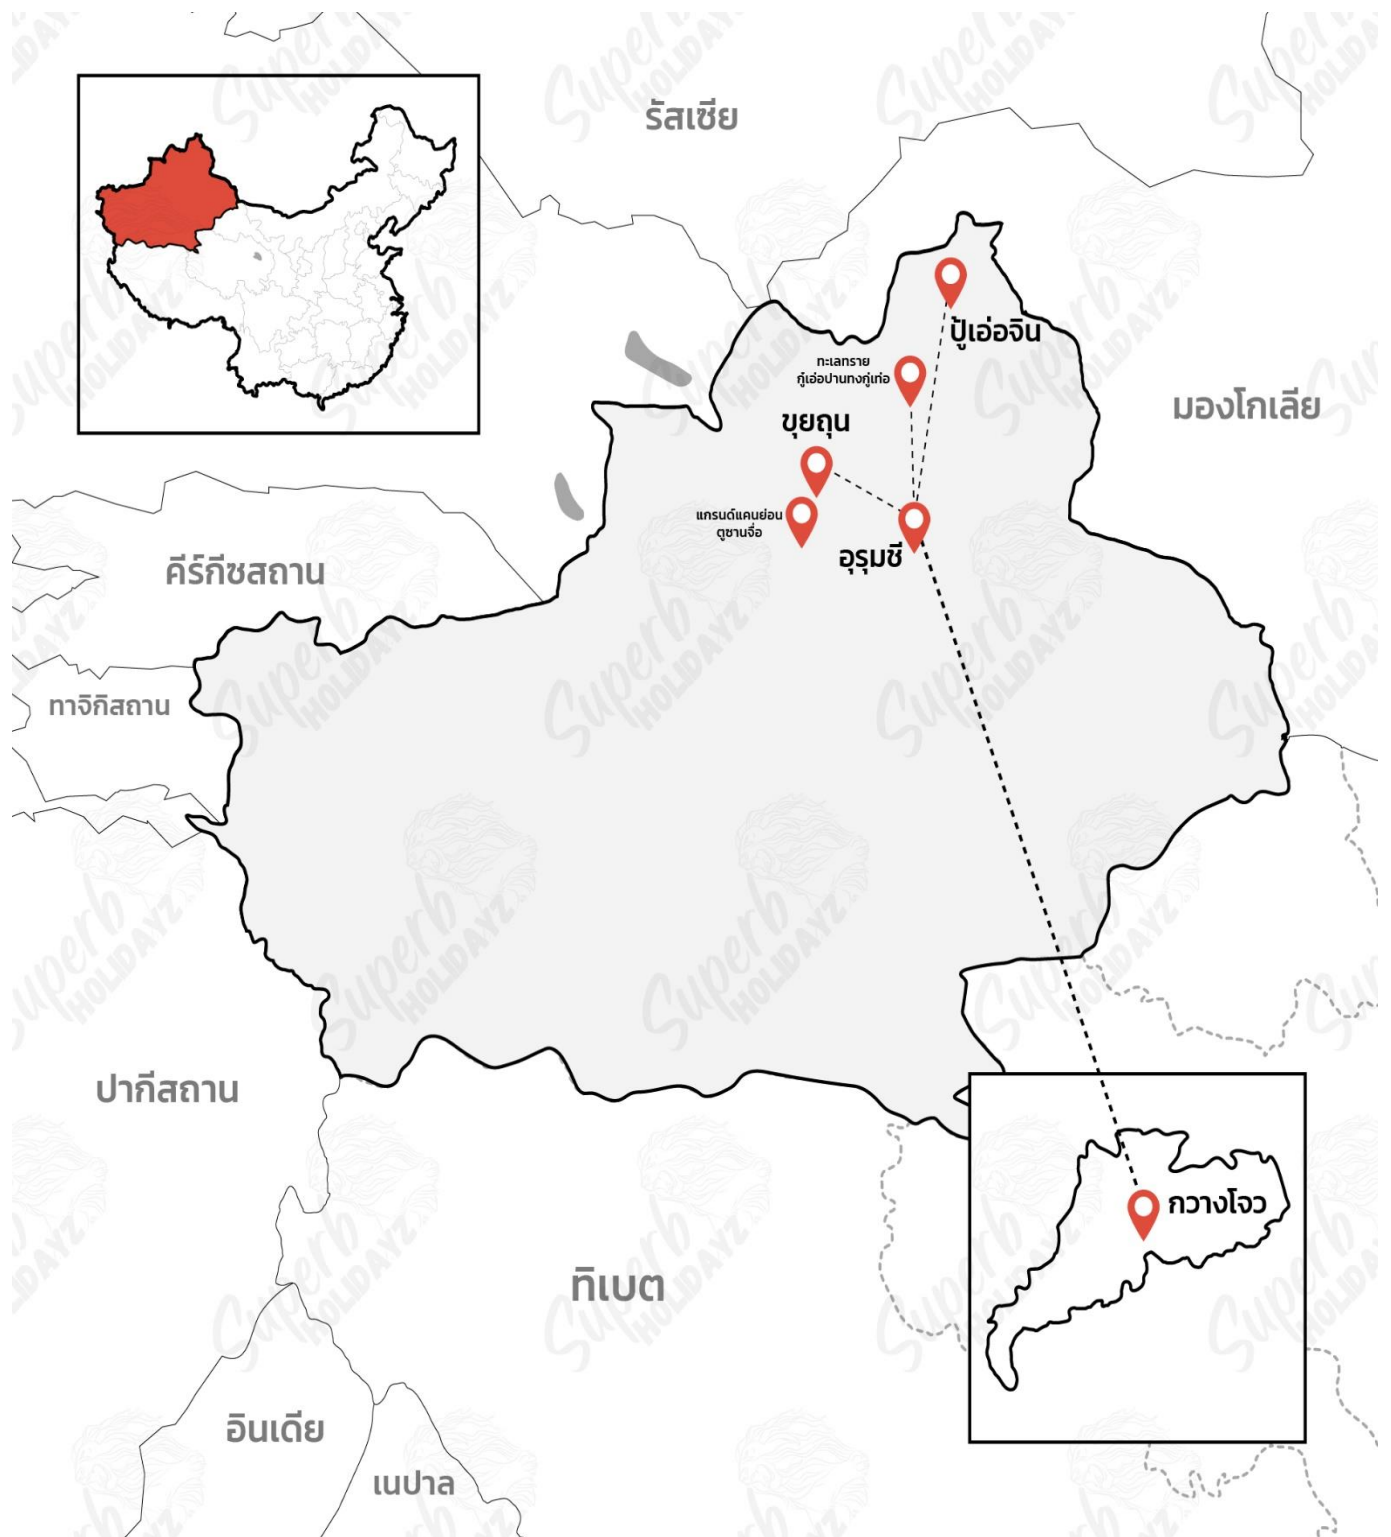 รัสเซีย
ปู้เอ่อจิน
ทะเลทราย
กู่เอ่อปานทงกู่เท่อ
มองโกเลีย
ขุยถุน
แกรนด์แคนย่อน
ตูซานจื่อ
อุรุมชี
คีร์กีซสถาน
ทาจิกิสถาน
ปากีสถาน
กวางโจว
ทิเบต
อินเดีย
เนปาล
Superb
HOLIDAYZ